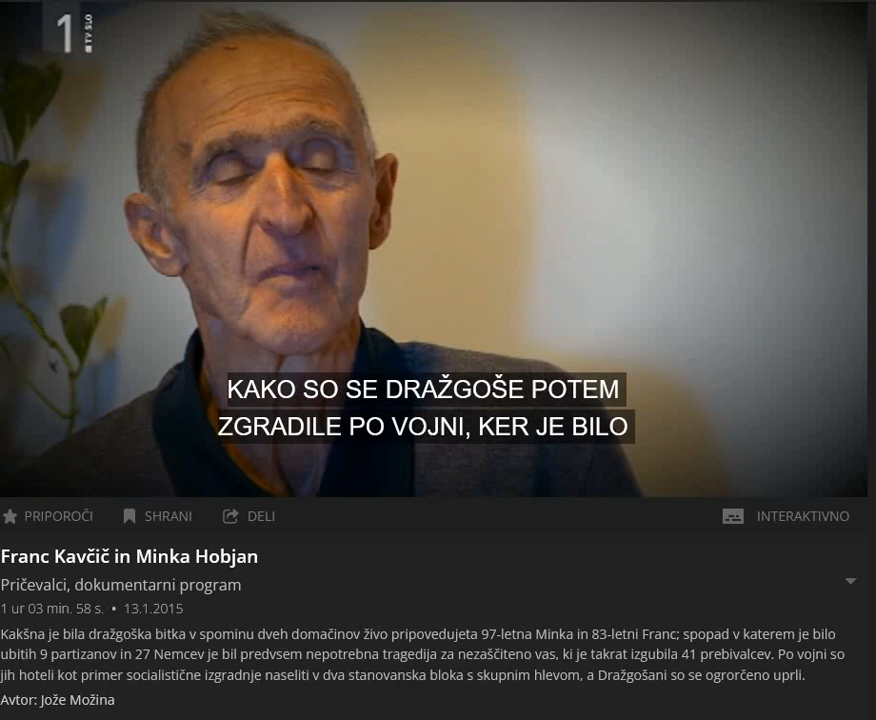 1
TV SLO
KAKO SO SE DRAŽGOŠE POTEM
ZGRADILE PO VOJNI, KER JE BILO
PRIPOROČI
SHRANI
DELI
INTERAKTIVNO
Franc Kavčič in Minka Hobjan
Pričevalci, dokumentarni program
1 ur 03 min. 58 s. • 13.1.2015
Kakšna je bila dražgoška bitka v spominu dveh domačinov živo pripovedujeta 97-letna Minka in 83-letni Franc; spopad v katerem je bilo
ubitih 9 partizanov in 27 Nemcev je bil predvsem nepotrebna tragedija za nezaščiteno vas, ki je takrat izgubila 41 prebivalcev. Po vojni so
jih hoteli kot primer socialistične izgradnje naseliti v dva stanovanska bloka s skupnim hlevom, a Dražgošani so se ogrorčeno uprli.
Avtor: Jože Možina